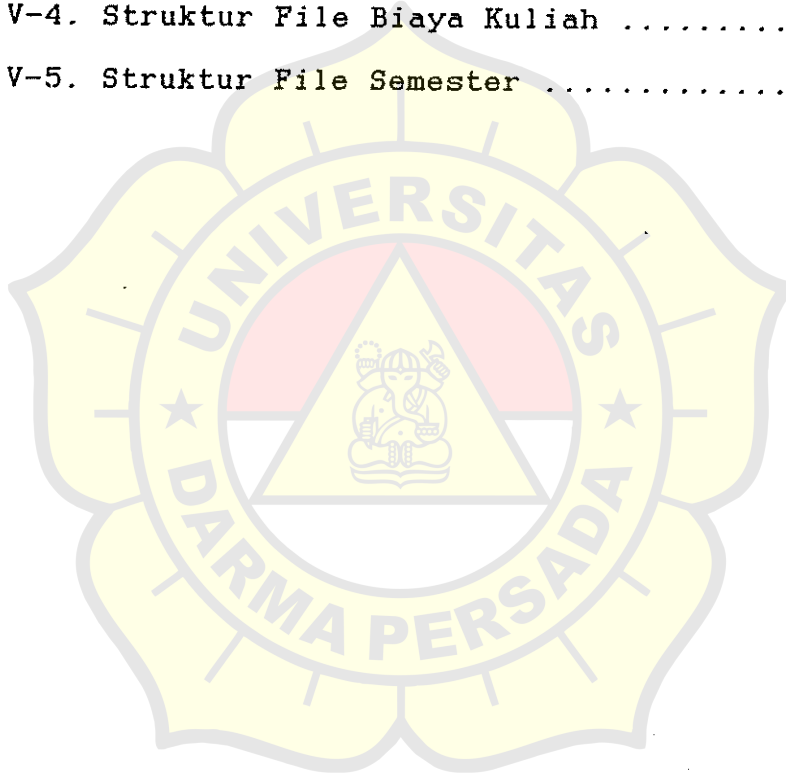 V-4. Struktur File Biaya Kuliah .........
V-5. Struktur File Semester .............
UNIVERSITAS
DARMA PERSADA